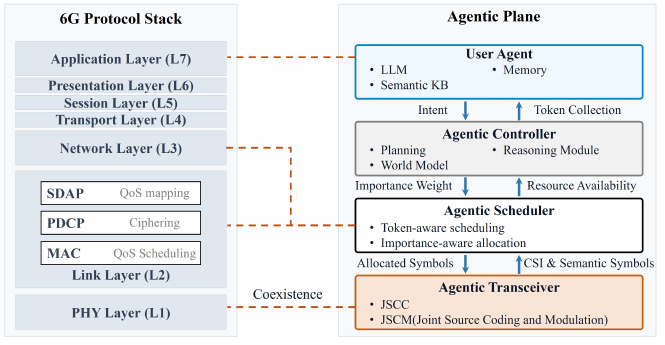 6G Protocol Stack
Application Layer (L7)
Presentation Layer (L6)
Session Layer (L5)
Transport Layer (L4)
Network Layer (L3)
SDAP QoS mapping
PDCP Ciphering
MAC QoS Scheduling
Link Layer (L2)
PHY Layer (L1)
Coexistence
Agentic Plane
User Agent
• LLM • Memory
• Semantic KB
Intent Token Collection
Agentic Controller
• Planning • Reasoning Module
• World Model
Importance Weight Resource Availability
Agentic Scheduler
• Token-aware scheduling
• Importance-aware allocation
Allocated Symbols CSI & Semantic Symbols
Agentic Transceiver
• JSCC
• JSCM(Joint Source Coding and Modulation)